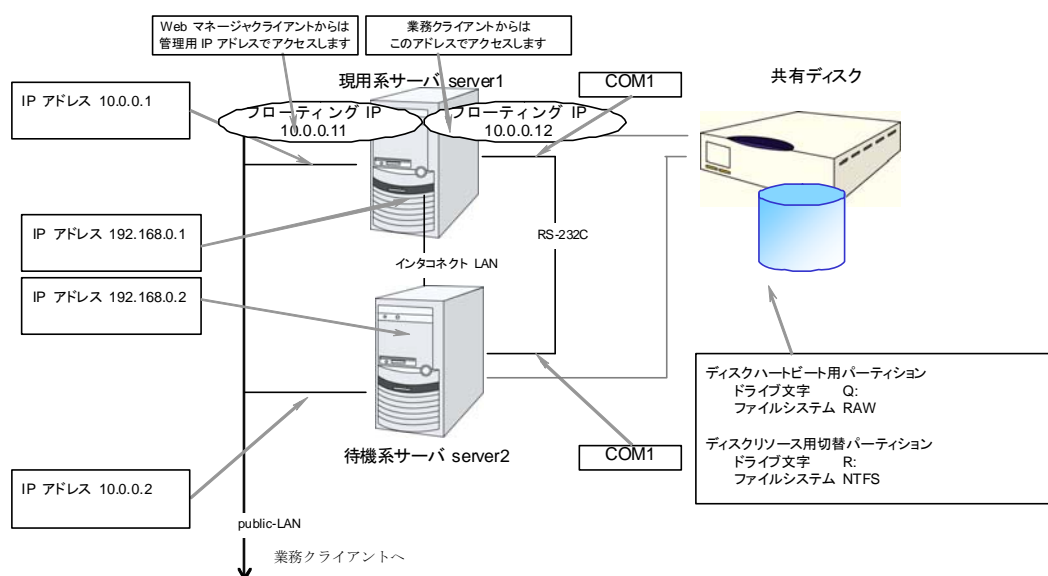 Web マネージャクライアントからは
管理用 IP アドレスでアクセスします
業務クライアントからは
このアドレスでアクセスします
現用系サーバ server1
COM1
共有ディスク
IP アドレス 10.0.0.1
フローティング IP
10.0.0.11
フローティング IP
10.0.0.12
IP アドレス 192.168.0.1
RS-232C
インタコネクト LAN
IP アドレス 192.168.0.2
ディスクハートビート用パーティション
ドライブ文字 Q:
ファイルシステム RAW
ディスクリソース用切替パーティション
ドライブ文字 R:
ファイルシステム NTFS
待機系サーバ server2
COM1
IP アドレス 10.0.0.2
public-LAN
業務クライアントへ